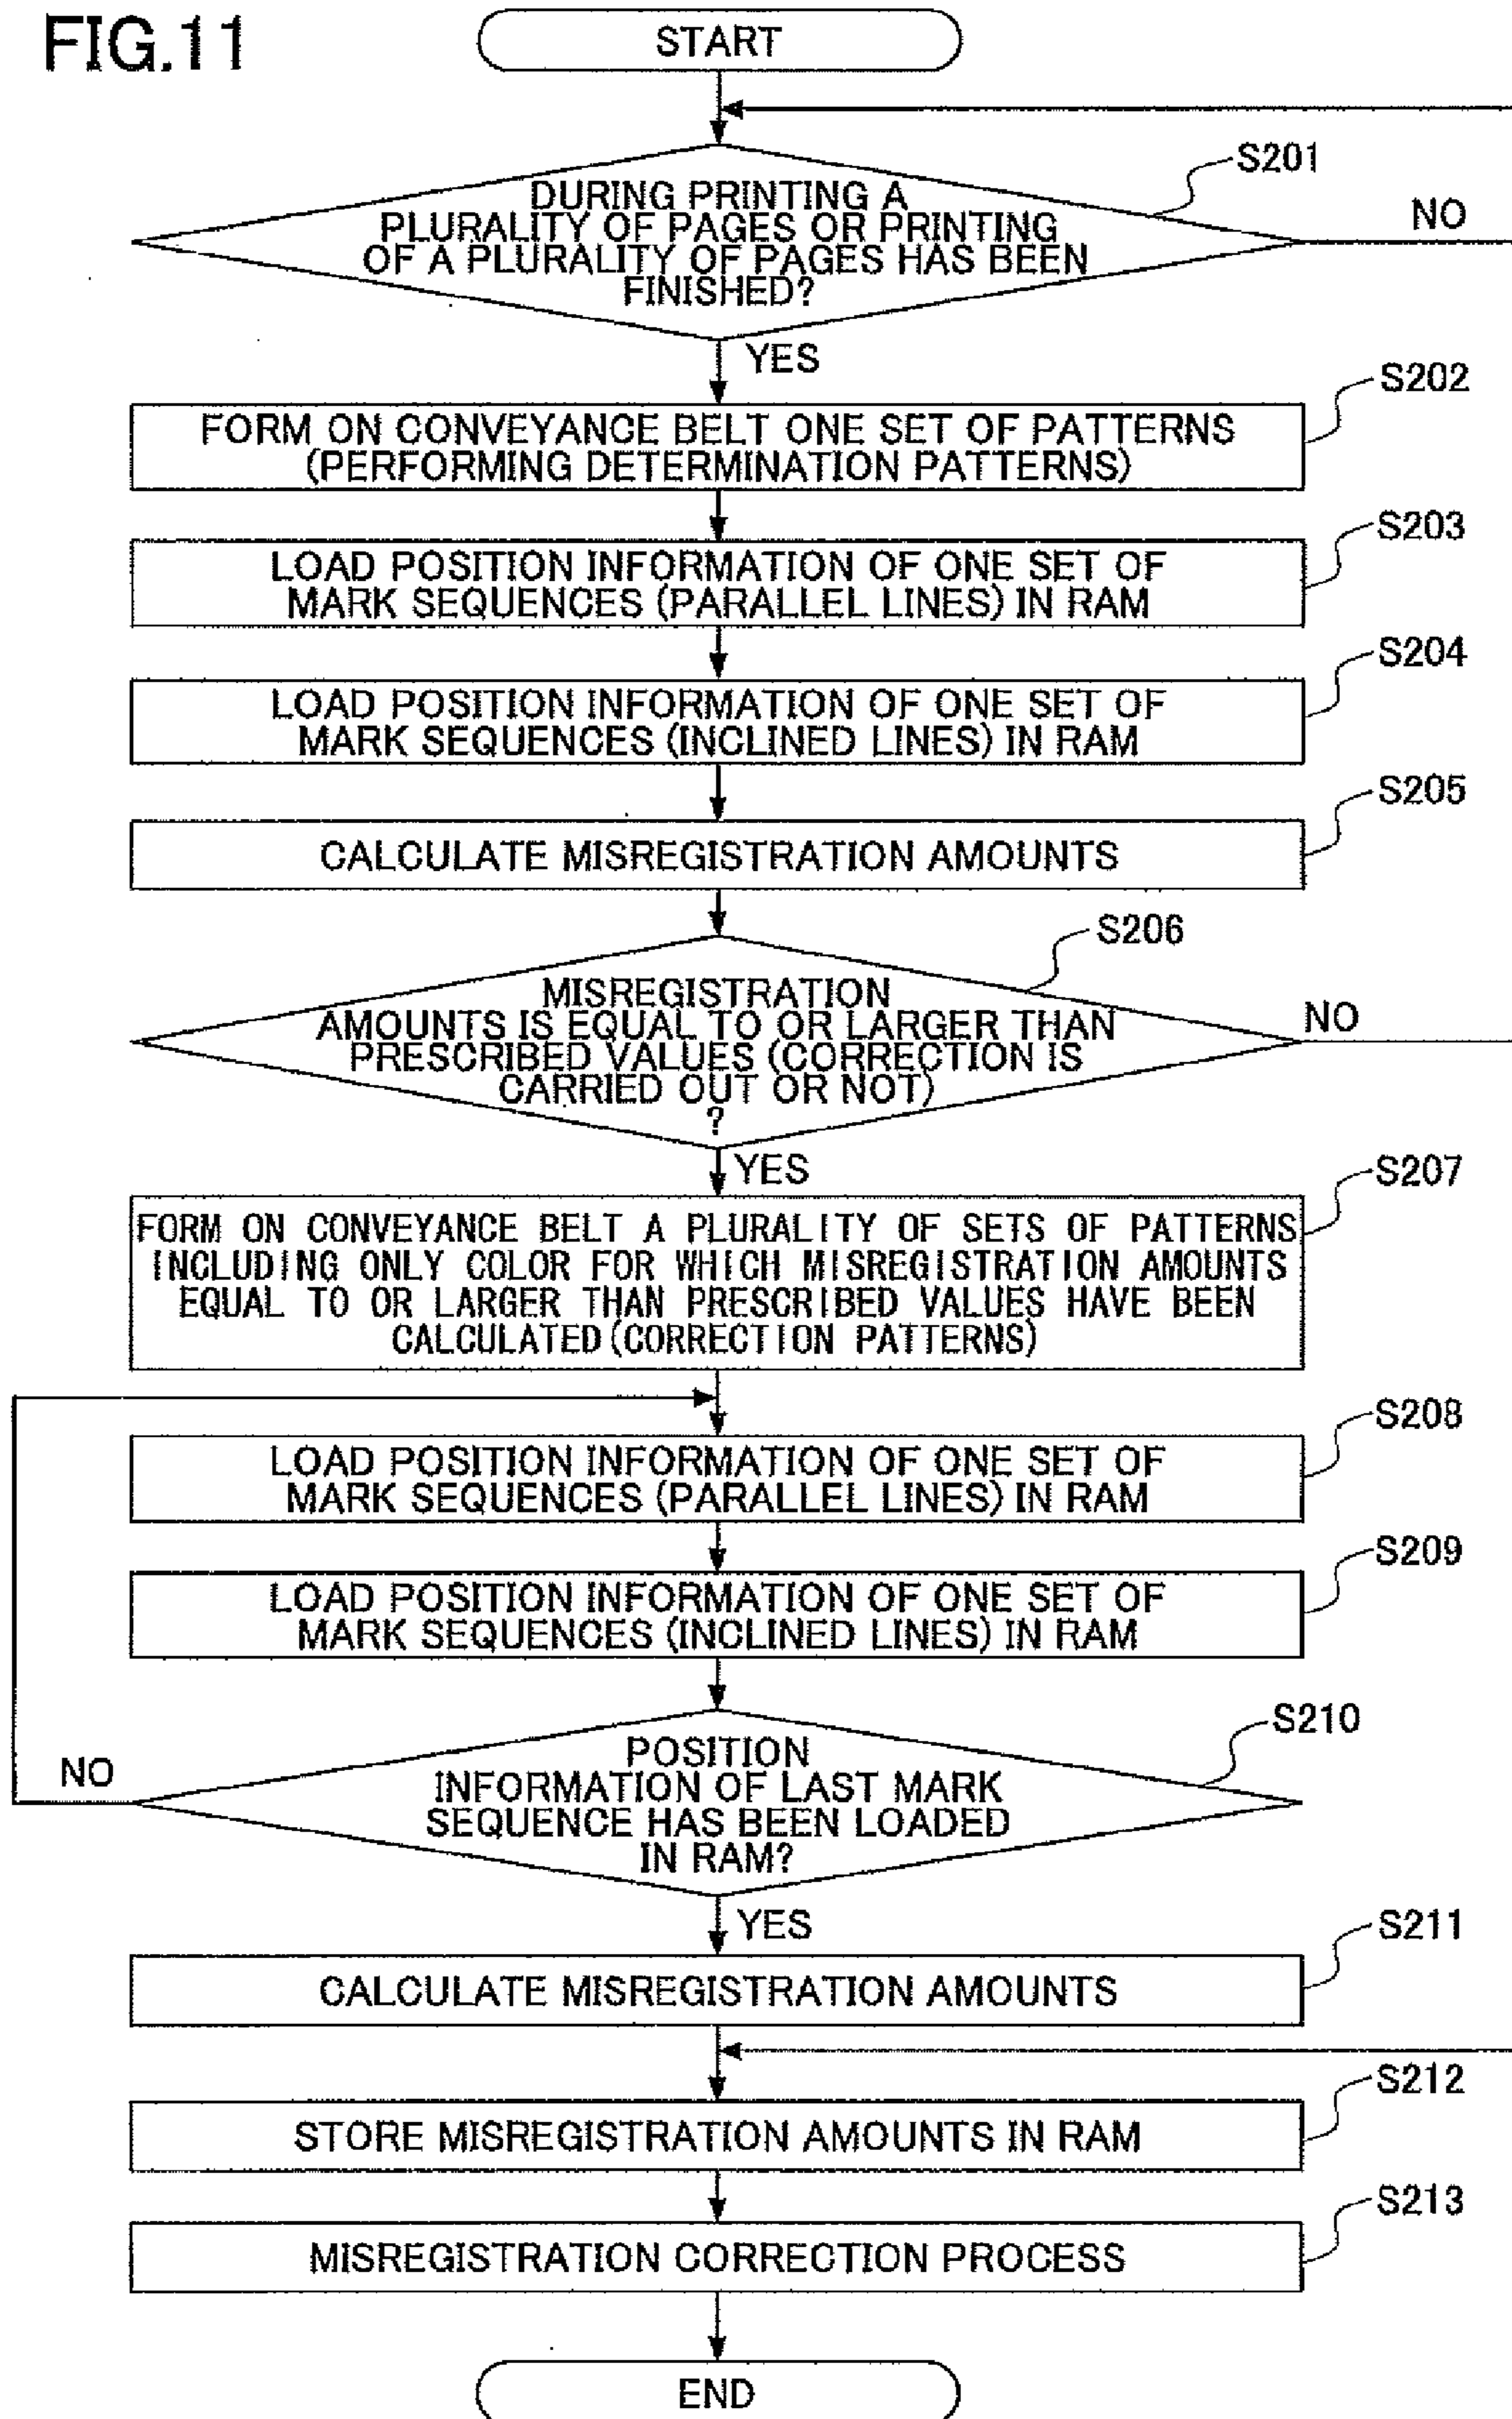 FIG.11
START
DURING PRINTING A
PLURALITY OF PAGES OR PRINTING
OF A PLURALITY OF PAGES HAS BEEN
FINISHED?
S201
NO
YES
S202
FORM ON CONVEYANCE BELT ONE SET OF PATTERNS
(PERFORMING DETERMINATION PATTERNS)
S203
LOAD POSITION INFORMATION OF ONE SET OF
MARK SEQUENCES (PARALLEL LINES) IN RAM
S204
LOAD POSITION INFORMATION OF ONE SET OF
MARK SEQUENCES (INCLINED LINES) IN RAM
S205
CALCULATE MISREGISTRATION AMOUNTS
S206
MISREGISTRATION
AMOUNTS IS EQUAL TO OR LARGER THAN
PRESCRIBED VALUES (CORRECTION IS
CARRIED OUT OR NOT)
?
NO
YES
S207
FORM ON CONVEYANCE BELT A PLURALITY OF SETS OF PATTERNS
INCLUDING ONLY COLOR FOR WHICH MISREGISTRATION AMOUNTS
EQUAL TO OR LARGER THAN PRESCRIBED VALUES HAVE BEEN
CALCULATED(CORRECTION PATTERNS)
S208
LOAD POSITION INFORMATION OF ONE SET OF
MARK SEQUENCES (PARALLEL LINES) IN RAM
S209
LOAD POSITION INFORMATION OF ONE SET OF
MARK SEQUENCES (INCLINED LINES) IN RAM
S210
POSITION
INFORMATION OF LAST MARK
SEQUENCE HAS BEEN LOADED
IN RAM?
NO
YES
S211
CALCULATE MISREGISTRATION AMOUNTS
S212
STORE MISREGISTRATION AMOUNTS IN RAM
S213
MISREGISTRATION CORRECTION PROCESS
END